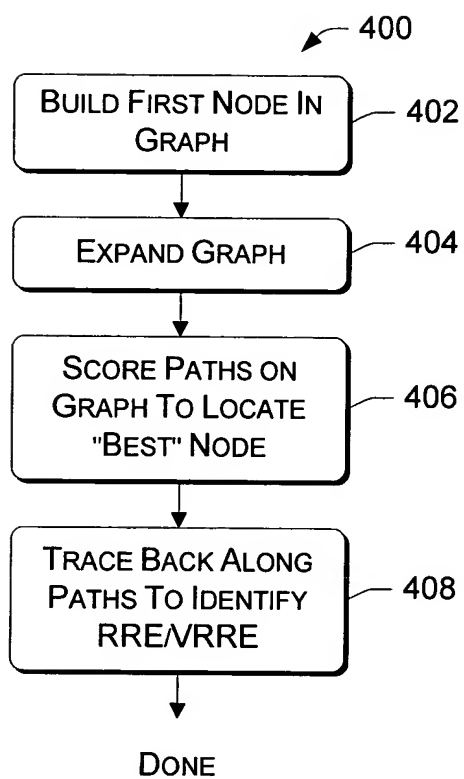 400
BUILD FIRST NODE IN
GRAPH
402
EXPAND GRAPH
404
SCORE PATHS ON
GRAPH TO LOCATE
"BEST" NODE
406
TRACE BACK ALONG
PATHS TO IDENTIFY
RRE/VRRE
408
DONE